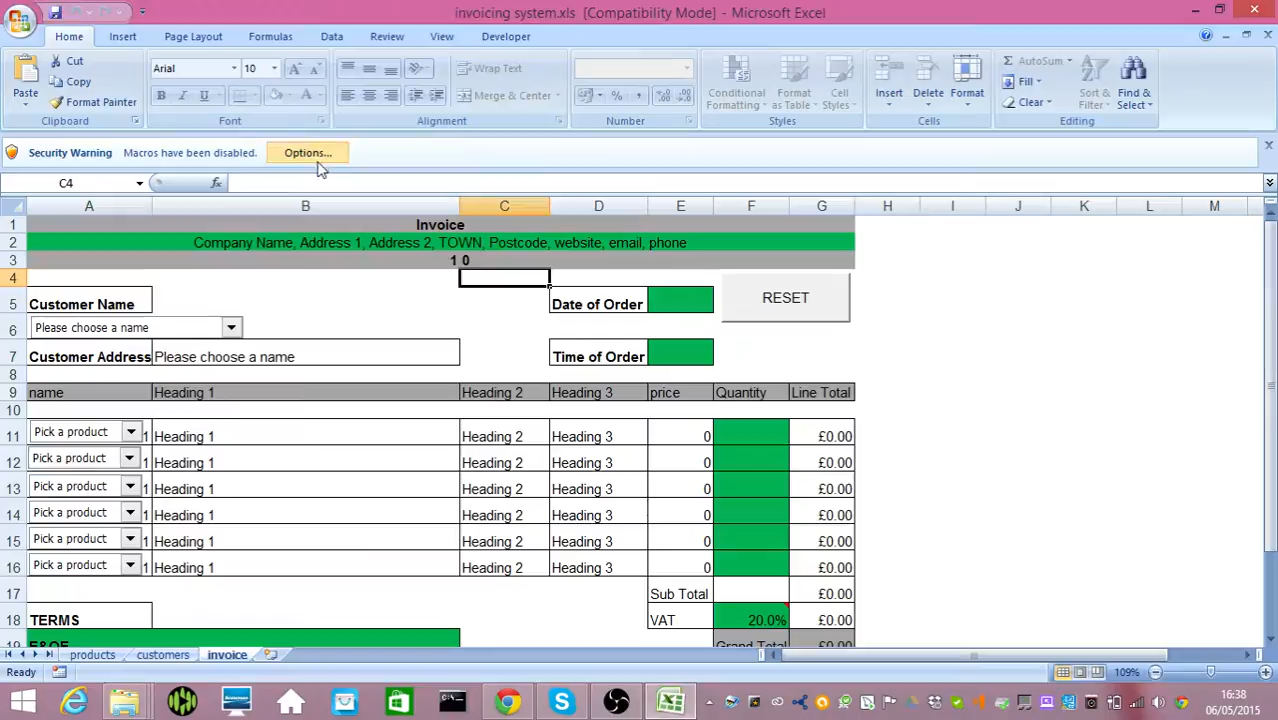 invoicing system.xls [Compatibility Mode] - Microsoft Excel
Home Insert Page Layout Formulas Data Review View Developer
Paste Cut Copy Format Painter
Arial 10
B I U A A A
Wrap Text
Merge & Center
% ,
Conditional Formatting Format as Table Cell Styles
Insert Delete Format
Σ AutoSum Fill Clear Sort & Filter Find & Select
Clipboard Font Alignment Number Styles Cells Editing
Security Warning Macros have been disabled. Options...
C4 fx
A B C D E F G H I J K L M
1 Invoice
2 Company Name, Address 1, Address 2, TOWN, Postcode, website, email, phone
3 1 0
4
5 Customer Name Date of Order RESET
6 Please choose a name
7 Customer Address Please choose a name Time of Order
8
9 name Heading 1 Heading 2 Heading 3 price Quantity Line Total
10
11 Pick a product 1 Heading 1 Heading 2 Heading 3 0 £0.00
12 Pick a product 1 Heading 1 Heading 2 Heading 3 0 £0.00
13 Pick a product 1 Heading 1 Heading 2 Heading 3 0 £0.00
14 Pick a product 1 Heading 1 Heading 2 Heading 3 0 £0.00
15 Pick a product 1 Heading 1 Heading 2 Heading 3 0 £0.00
16 Pick a product 1 Heading 1 Heading 2 Heading 3 0 £0.00
17 Sub Total £0.00
18 TERMS VAT 20.0% £0.00
19 E&OE Grand Total £0.00
products customers invoice
Ready 109%
16:38
06/05/2015